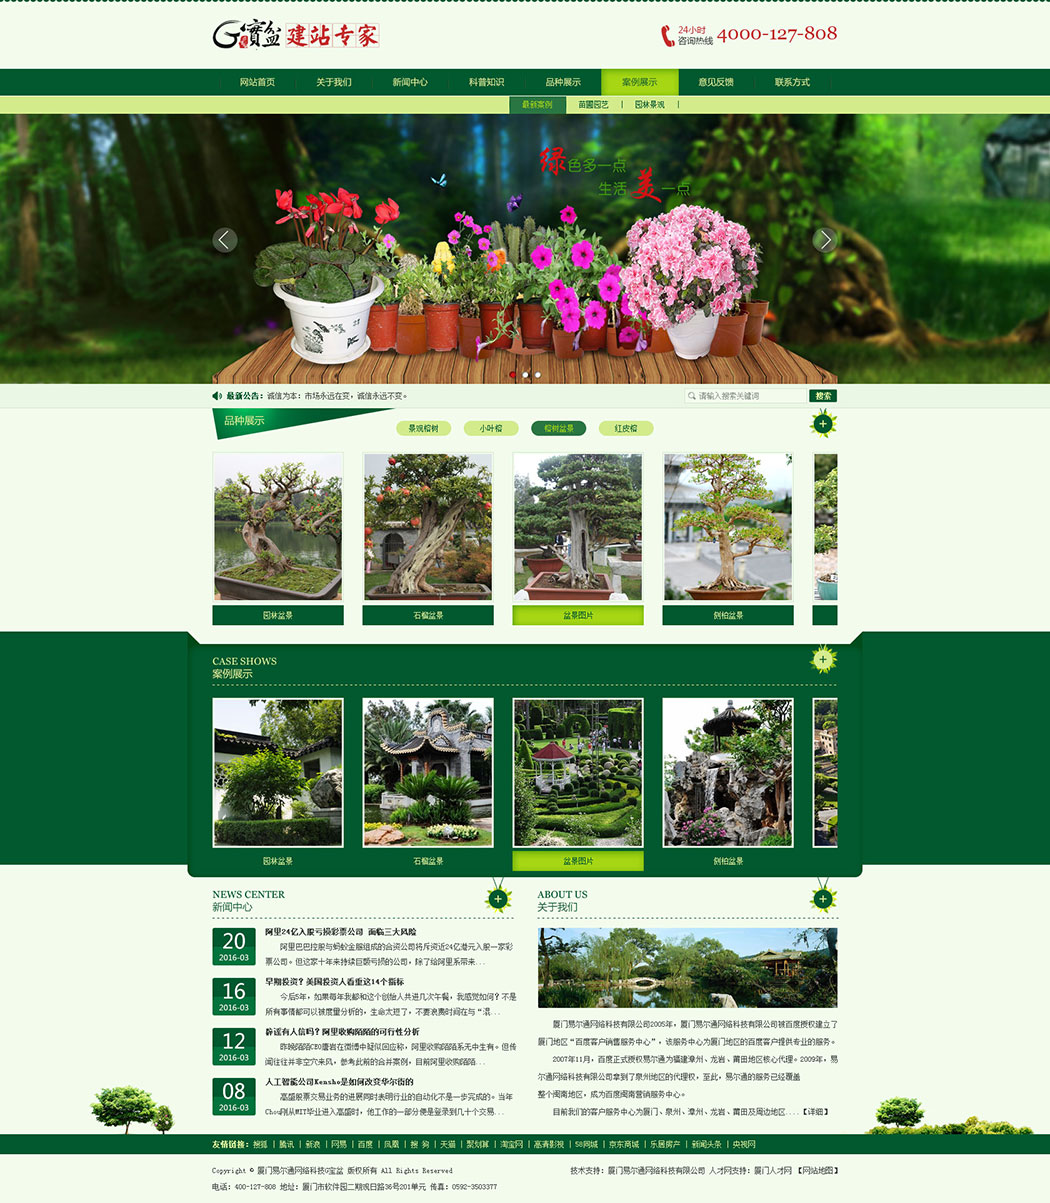 寶盆 建站专家
24小时
咨询热线 4000-127-808
网站首页 关于我们 新闻中心 科普知识 品种展示 案例展示 意见反馈 联系方式
最新案例 苗圃园艺 | 园林景观 |
绿色多一点
生活美一点
最新公告：诚信为本：市场永远在变，诚信永远不变。
请输入搜索关键词 搜索
品种展示
景观榕树 小叶榕 榕树盆景 红皮榕
园林盆景 石榴盆景 盆景图片 侧柏盆景
CASE SHOWS
案例展示
园林盆景 石榴盆景 盆景图片 侧柏盆景
NEWS CENTER
新闻中心
20
2016-03
阿里24亿入股亏损彩票公司 面临三大风险
阿里巴巴控股与蚂蚁金服组成的合资公司将斥资近24亿港元入股一家彩
票公司。但这家十年来持续巨额亏损的公司，除了给阿里系带来...
16
2016-03
早期投资？美国投资人看重这14个指标
今后5年，如果每年我都和这个创始人共进几次午餐，我感觉如何？不是
所有事情都可以被度量分析的，生命太短了，不要浪费时间在与“混...
12
2016-03
辟谣有人信吗？阿里收购陌陌的可行性分析
昨晚陌陌CEO唐岩在微博中疑似回应称，阿里收购陌陌系无中生有。但传
闻往往并非空穴来风，参考此前的合并案例，目前阿里收购陌陌...
08
2016-03
人工智能公司Kensho是如何改变华尔街的
高盛股票交易业务的进展同时表明行业的自动化不是一步完成的。当年
Chou刚从MIT毕业进入高盛时，他工作的一部分便是登录到几十个交易...
ABOUT US
关于我们
厦门易尔通网络科技有限公司2005年，厦门易尔通网络科技有限公司被百度授权建立了
厦门地区“百度客户销售服务中心”，该服务中心为厦门地区的百度客户提供专业的服务。
2007年11月，百度正式授权易尔通为福建漳州、龙岩、莆田地区核心代理。2009年，易
尔通网络科技有限公司拿到了泉州地区的代理权，至此，易尔通的服务已经覆盖
整个闽南地区，成为百度闽南营销服务中心。
目前我们的客户服务中心为厦门、泉州、漳州、龙岩、莆田及周边地区....【详细】
友情链接：搜狐 | 腾讯 | 新浪 | 网易 | 百度 | 凤凰 | 搜 狗 | 天猫 | 聚划算 | 淘宝网 | 高清影视 | 58同城 | 京东商城 | 乐居房产 | 新闻头条 | 央视网
Copyright © 厦门易尔通网络科技G宝盆 版权所有 All Rights Reserved
技术支持：厦门易尔通网络科技有限公司 人才网支持：厦门人才网 【网站地图】
电话：400-127-808 地址：厦门市软件园二期观日路36号201单元 传真：0592-3503377